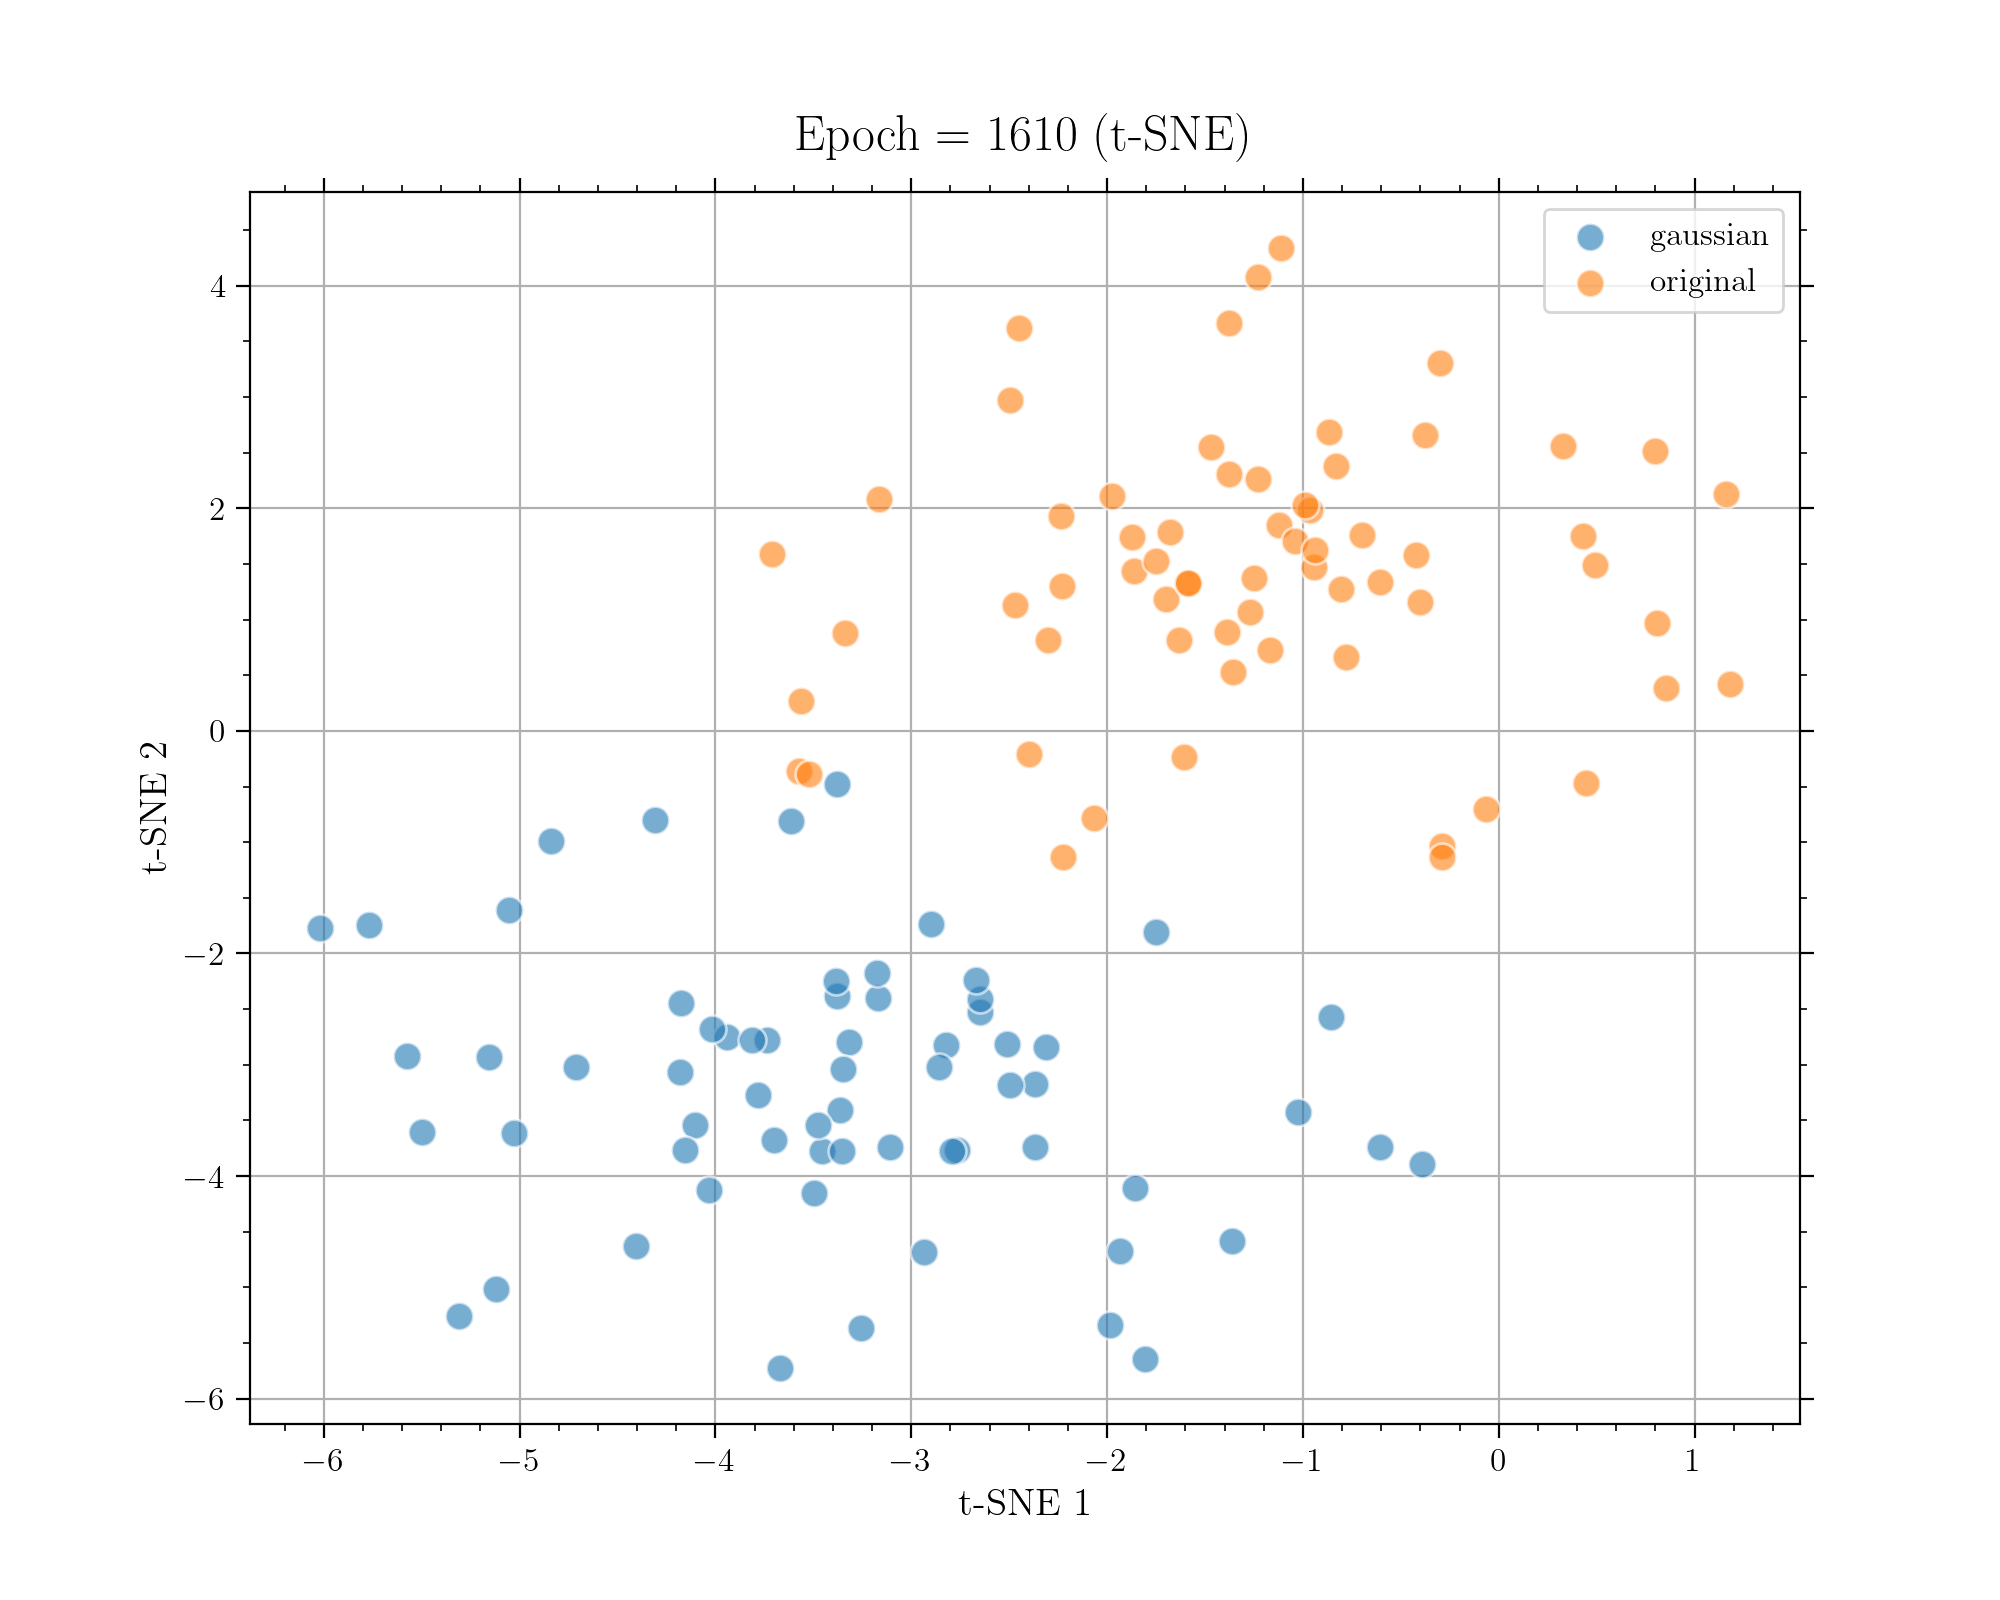 Epoch = 1610 (t-SNE)
gaussian
original
4
2
0
−2
−4
−6
t-SNE 2
−6 −5 −4 −3 −2 −1 0 1
t-SNE 1